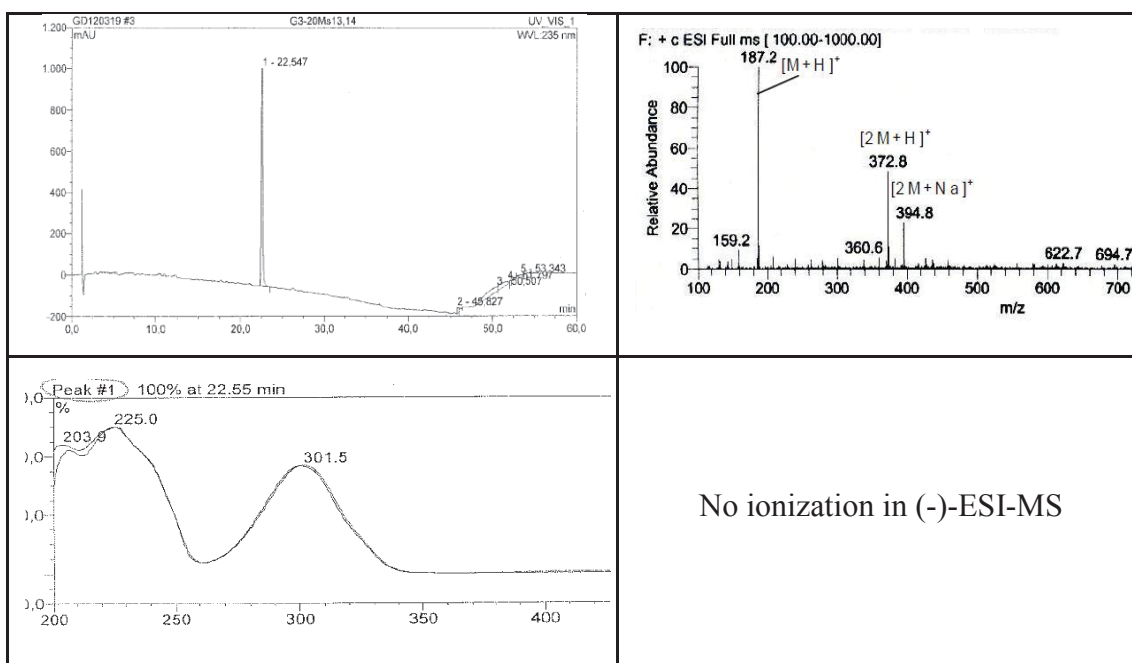 GD120319 #3 G3-20Ms13,14 UV_VIS_1
1.200
mAU
WVL:235 nm
1 - 22.547
1.000
800
600
400
200
0
-200
2 - 45.827
5 - 53.343
min
0,0 10,0 20,0 30,0 40,0 50,0 60,0
F: + c ESI Full ms [ 100.00-1000.00]
187.2
[M + H]+
100
80
60
40
20
0
Relative Abundance
[2 M + H ]+
372.8
[2 M + N a ]+
394.8
159.2
360.6
622.7
694.7
100 200 300 400 500 600 700
m/z
Peak #1 100% at 22.55 min
%
203.9
225.0
301.5
200 250 300 350 400
No ionization in (-)-ESI-MS